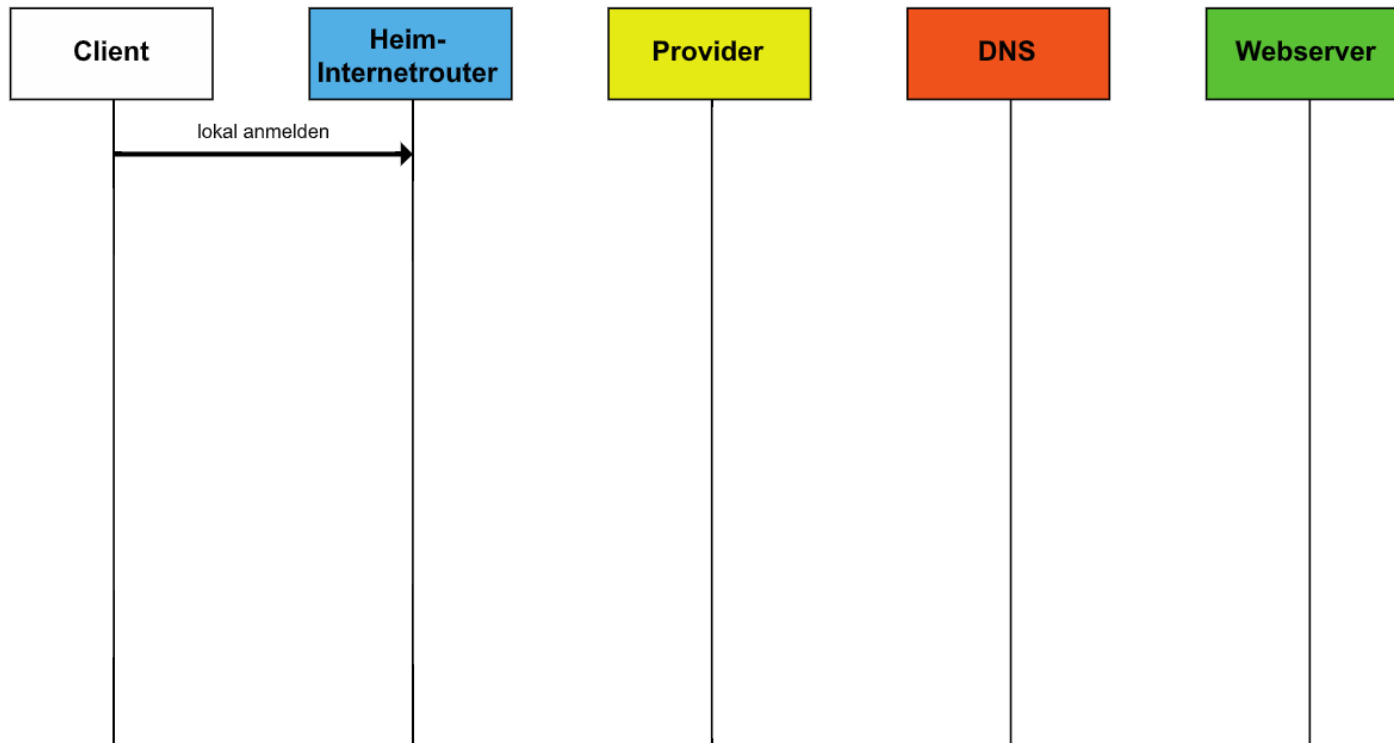 Client
Heim-
Internetrouter
Provider
DNS
Webserver
lokal anmelden